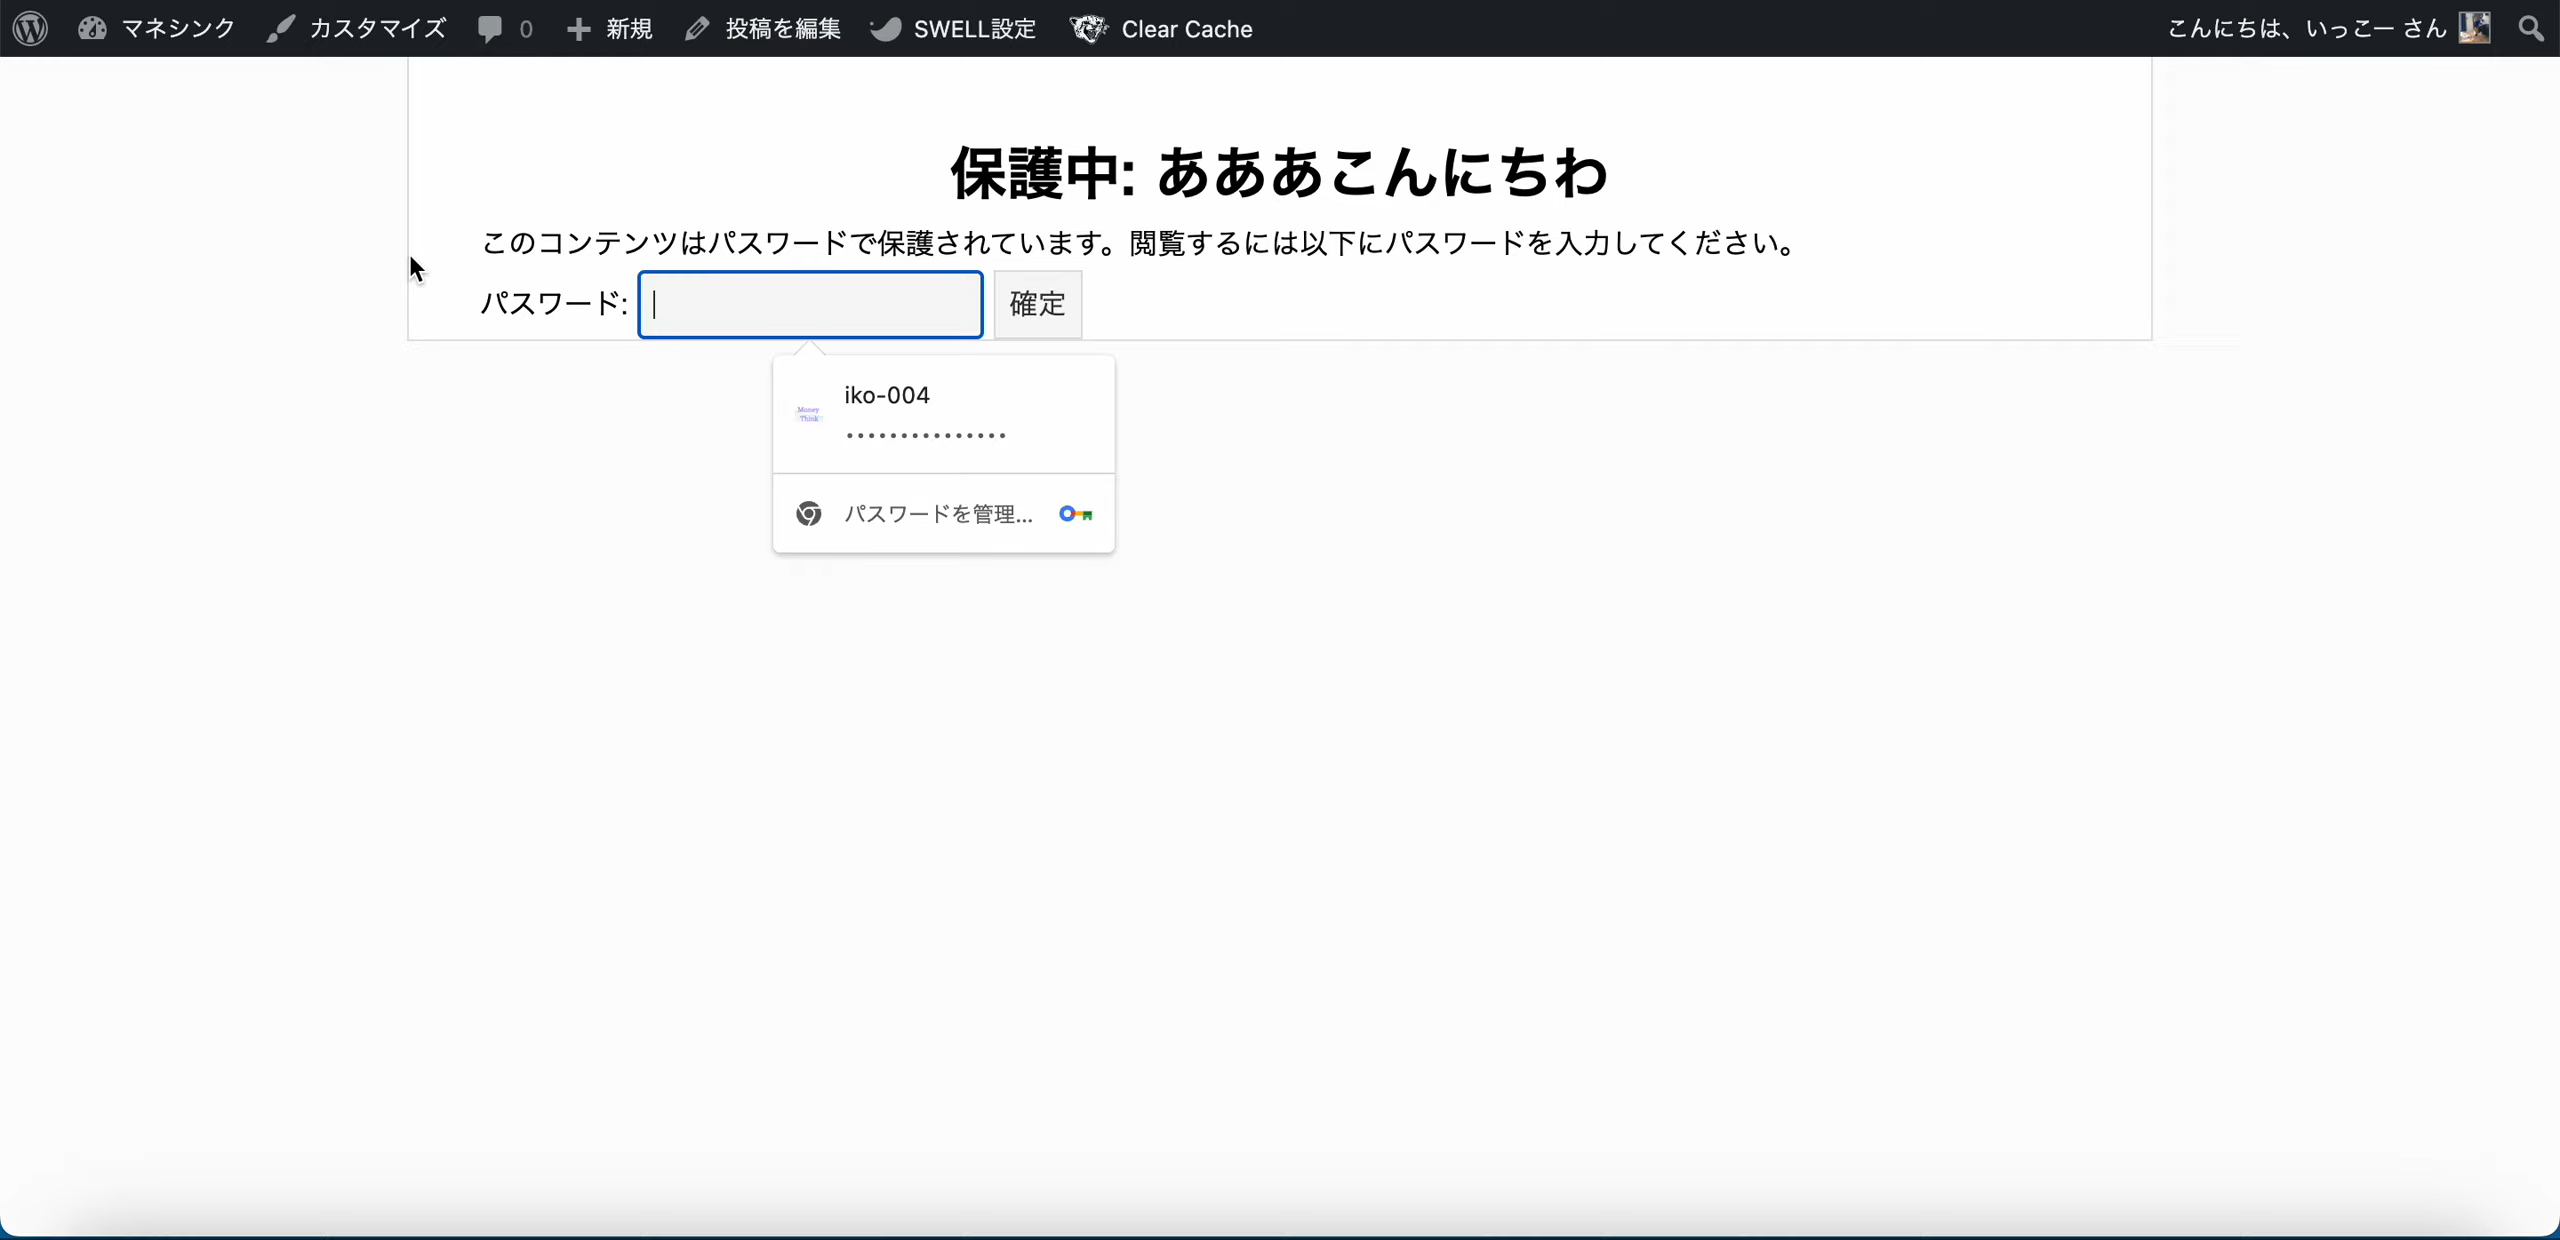 マネシンク カスタマイズ 0 新規 投稿を編集 SWELL設定 Clear Cache こんにちは、いっこー さん
保護中: あああこんにちわ
このコンテンツはパスワードで保護されています。閲覧するには以下にパスワードを入力してください。
パスワード: 確定
iko-004
Money
Think
パスワードを管理...